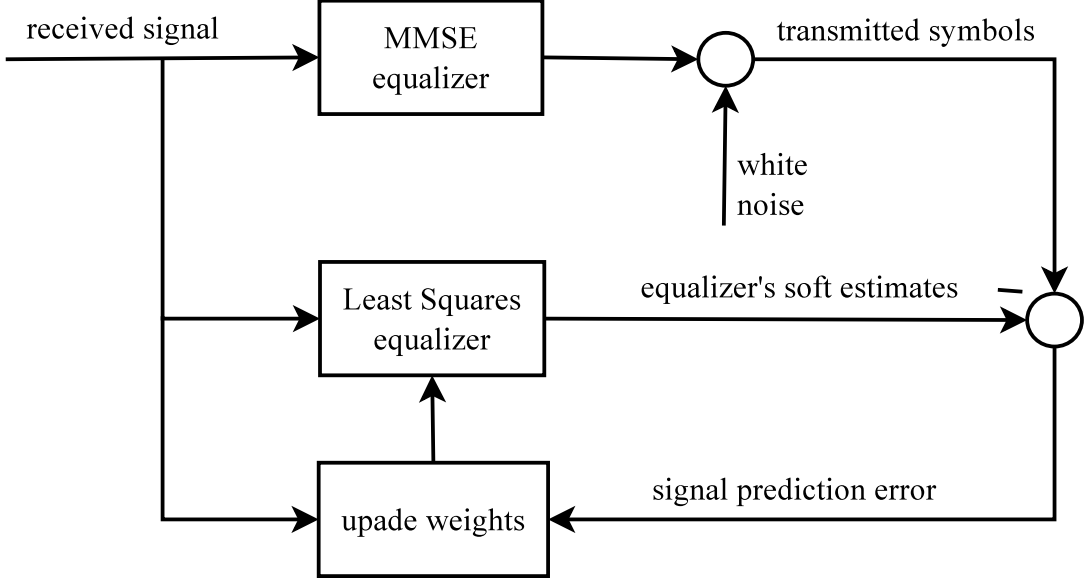 received signal
MMSE
equalizer
transmitted symbols
white
noise
Least Squares
equalizer
equalizer's soft estimates
−
upade weights
signal prediction error